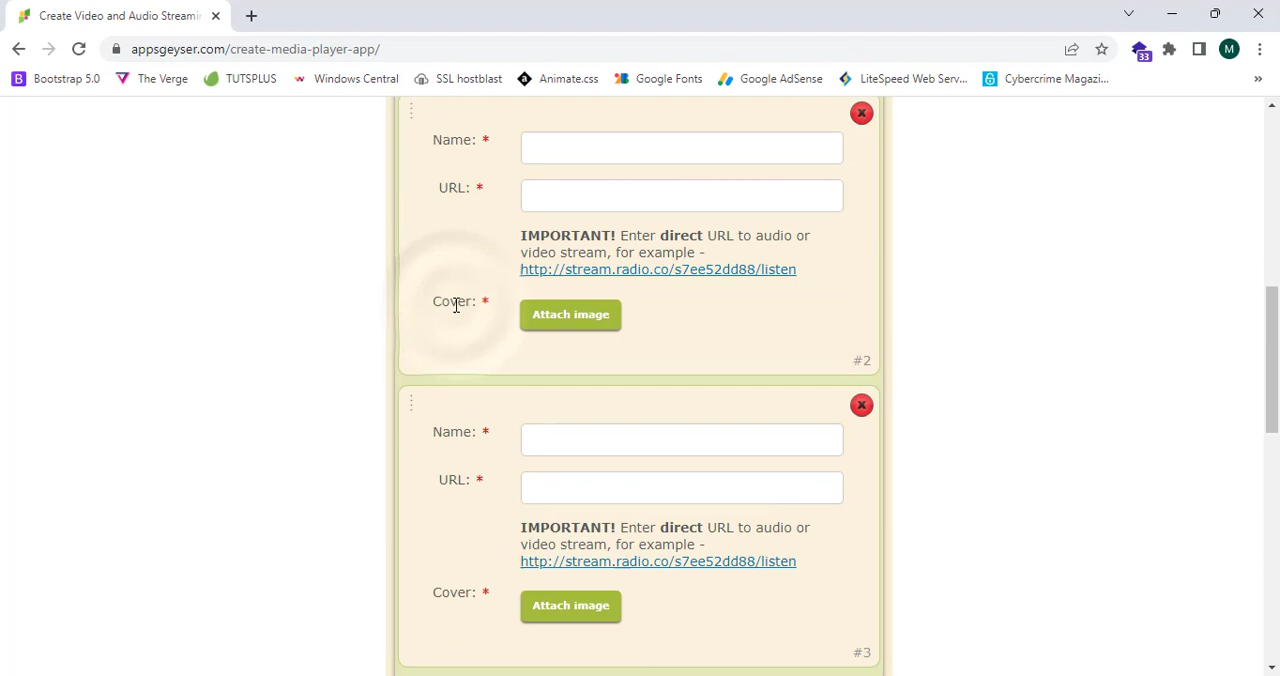 Create Video and Audio Streamin
appsgeyser.com/create-media-player-app/
33
M
B Bootstrap 5.0
The Verge
TUTSPLUS
Windows Central
SSL hostblast
Animate.css
Google Fonts
Google AdSense
LiteSpeed Web Serv...
Cybercrime Magazi...
»
Name: *
URL: *
IMPORTANT! Enter direct URL to audio or
video stream, for example -
http://stream.radio.co/s7ee52dd88/listen
Cover: *
Attach image
#2
Name: *
URL: *
IMPORTANT! Enter direct URL to audio or
video stream, for example -
http://stream.radio.co/s7ee52dd88/listen
Cover: *
Attach image
#3